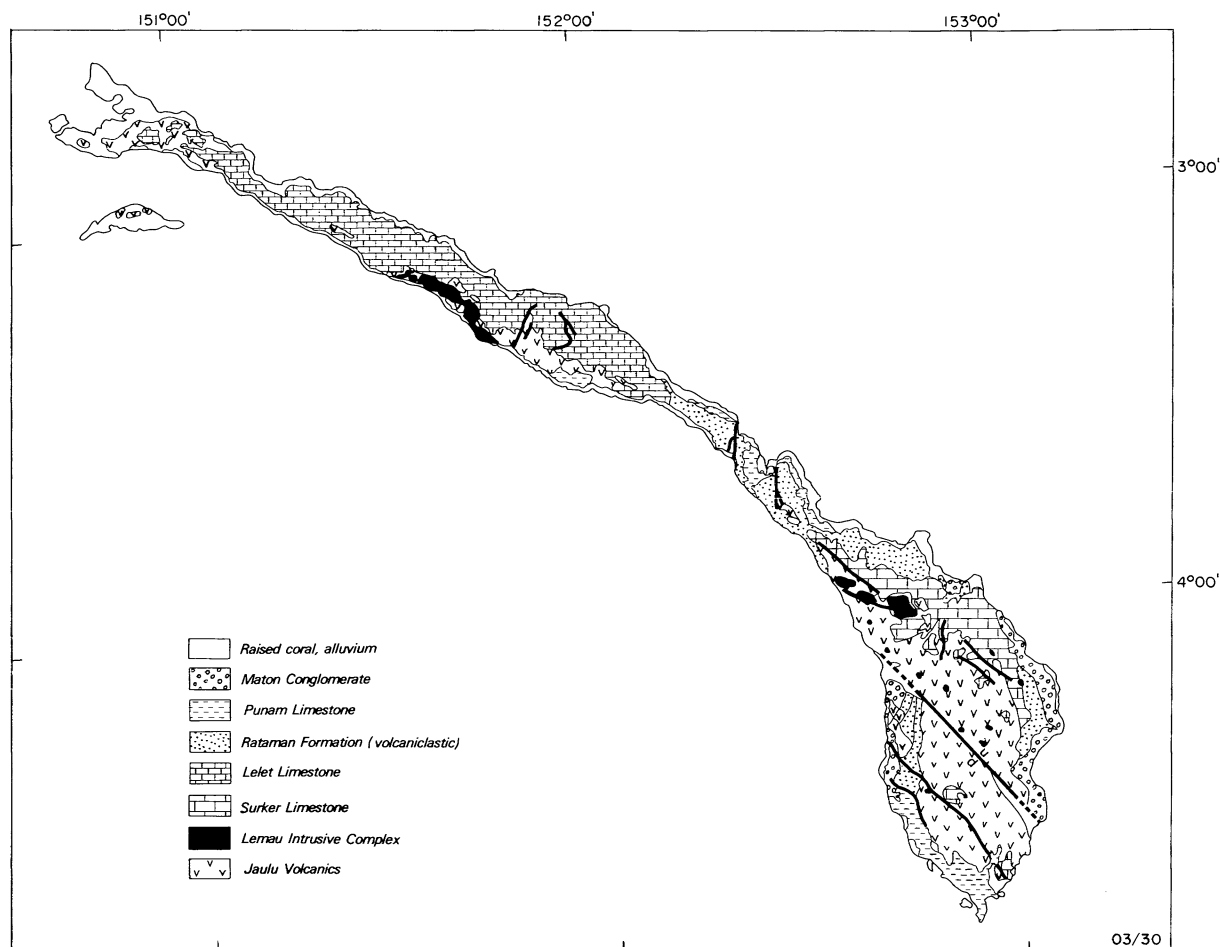 151°00'
152°00'
153°00'
3°00'
4°00'
Raised coral, alluvium
Maton Conglomerate
Punam Limestone
Rataman Formation (volcaniclastic)
Lelet Limestone
Surker Limestone
Lemau Intrusive Complex
Jaulu Volcanics
03/30